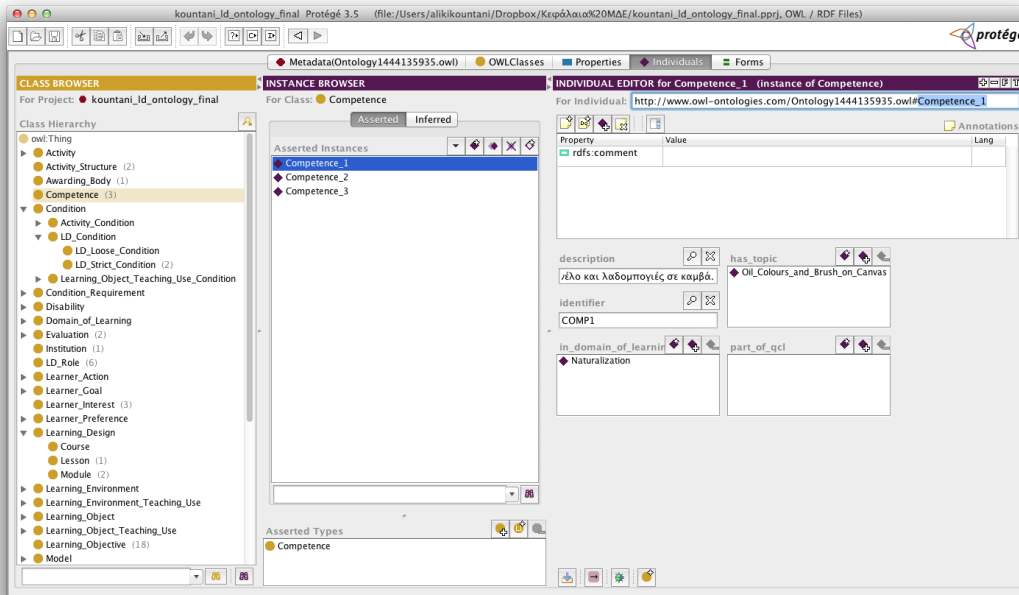 kountani_ld_ontology_final Protégé 3.5 (file:/Users/alikikountani/Dropbox/Κεφάλαια%20ΜΔΕ/kountani_ld_ontology_final.pprj, OWL / RDF Files)
protégé
Metadata(Ontology1444135935.owl) OWLClasses Properties Individuals Forms
CLASS BROWSER
For Project: kountani_ld_ontology_final
Class Hierarchy
owl:Thing
Activity
Activity_Structure (2)
Awarding_Body (1)
Competence (3)
Condition
Activity_Condition
LD_Condition
LD_Loose_Condition
LD_Strict_Condition (2)
Learning_Object_Teaching_Use_Condition
Condition_Requirement
Disability
Domain_of_Learning
Evaluation (2)
Institution (1)
LD_Role (6)
Learner_Action
Learner_Goal
Learner_Interest (3)
Learner_Preference
Learning_Design
Course
Lesson (1)
Module (2)
Learning_Environment
Learning_Environment_Teaching_Use
Learning_Object
Learning_Object_Teaching_Use
Learning_Objective (18)
Model
INSTANCE BROWSER
For Class: Competence
Asserted Inferred
Asserted Instances
Competence_1
Competence_2
Competence_3
Asserted Types
Competence
INDIVIDUAL EDITOR for Competence_1 (instance of Competence)
For Individual: http://www.owl-ontologies.com/Ontology1444135935.owl#Competence_1
Annotations
Property Value Lang
rdfs:comment
description
έλο και λαδομπογιές σε καμβά.
identifier
COMP1
has_topic
Oil_Colours_and_Brush_on_Canvas
in_domain_of_learnin
Naturalization
part_of_qcl